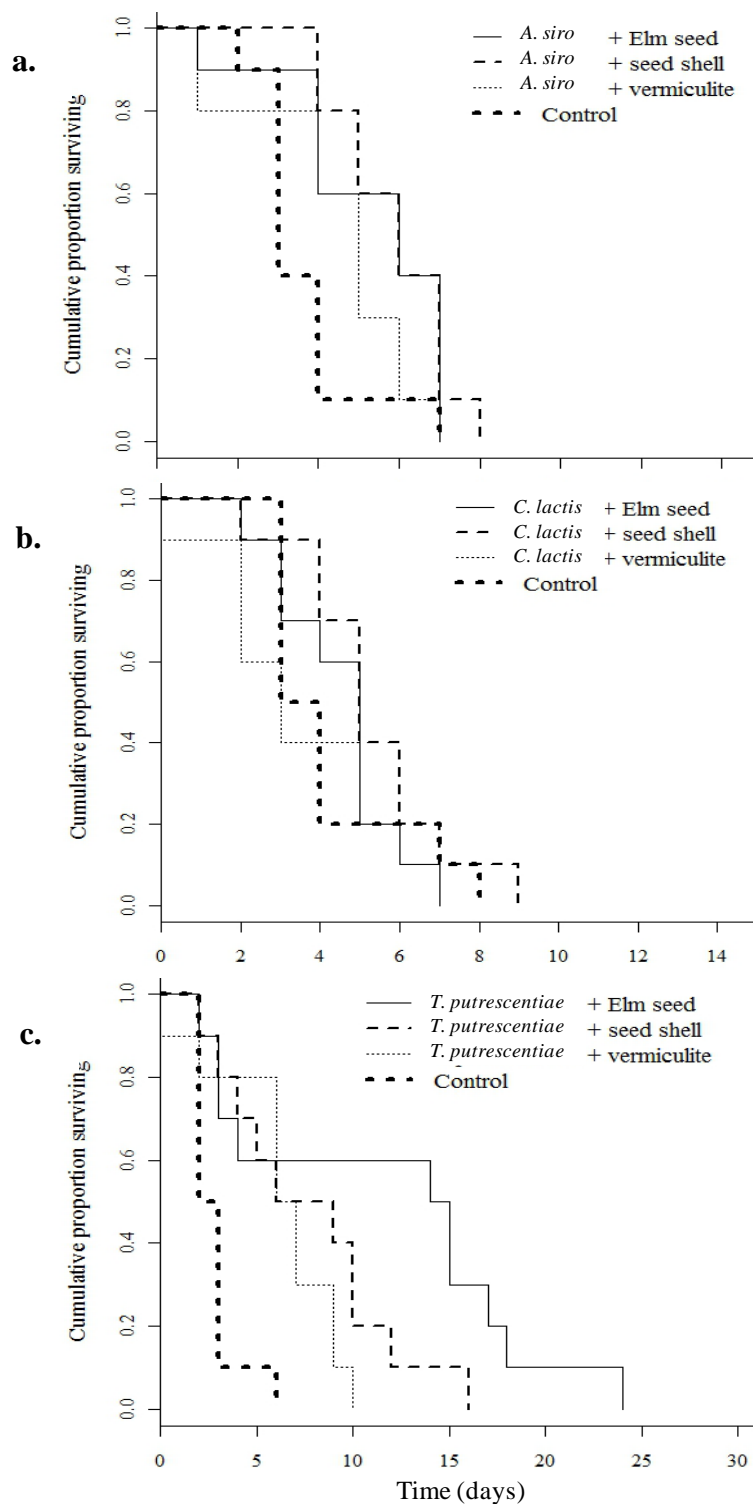 a.
A. siro + Elm seed
A. siro + seed shell
A. siro + vermiculite
Control
Cumulative proportion surviving
1.0
0.8
0.6
0.4
0.2
0.0
b.
C. lactis + Elm seed
C. lactis + seed shell
C. lactis + vermiculite
Control
Cumulative proportion surviving
1.0
0.8
0.6
0.4
0.2
0.0
0 2 4 6 8 10 12 14
c.
T. putrescentiae + Elm seed
T. putrescentiae + seed shell
T. putrescentiae + vermiculite
Control
Cumulative proportion surviving
1.0
0.8
0.6
0.4
0.2
0.0
0 5 10 15 20 25 30
Time (days)